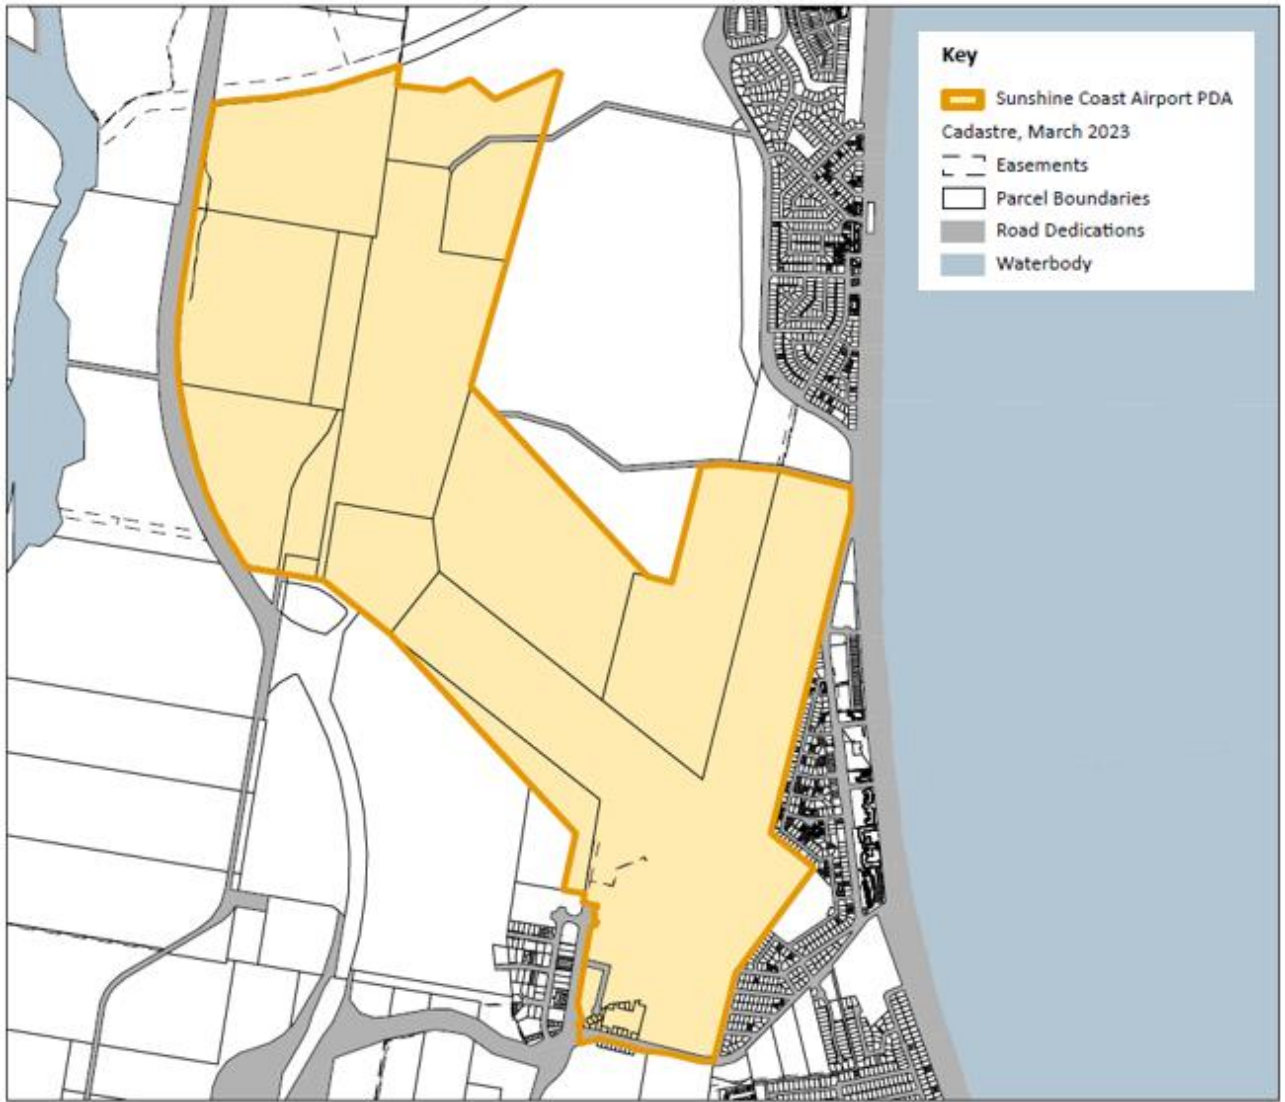 Key
Sunshine Coast Airport PDA
Cadastre, March 2023
Easements
Parcel Boundaries
Road Dedications
Waterbody